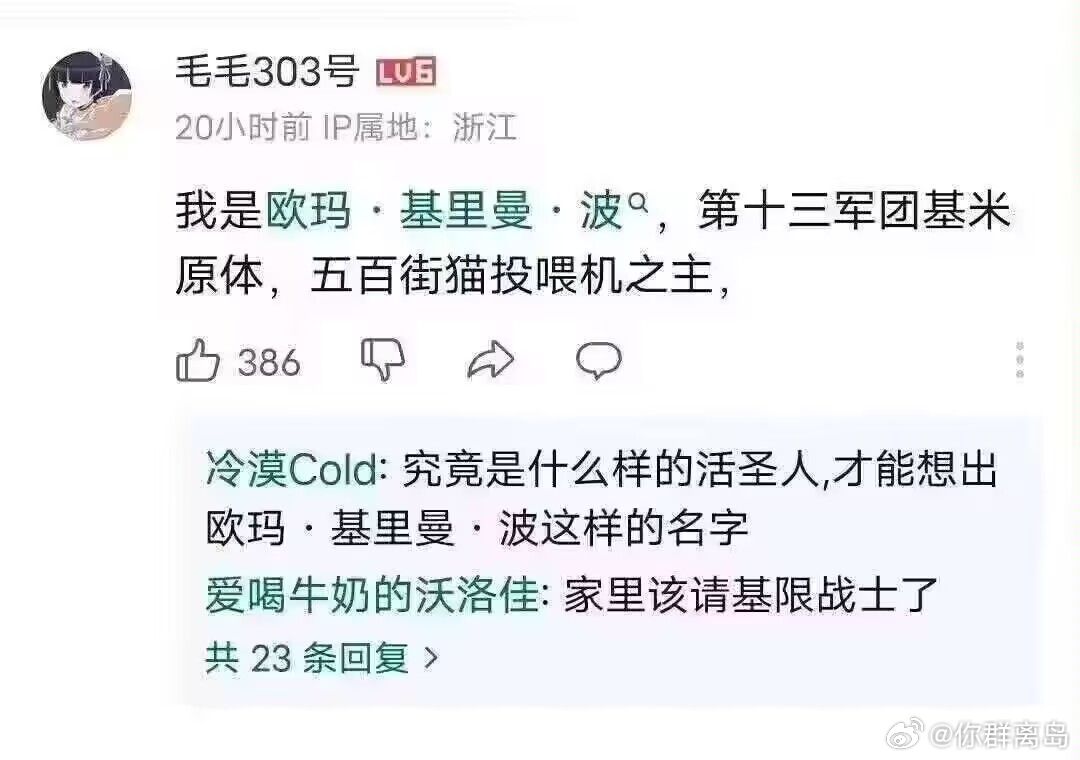 毛毛303号 LV6
20小时前 IP属地：浙江
我是欧玛·基里曼·波，第十三军团基米
原体，五百街猫投喂机之主，
386
冷漠Cold: 究竟是什么样的活圣人,才能想出
欧玛·基里曼·波这样的名字
爱喝牛奶的沃洛佳: 家里该请基限战士了
共 23 条回复 >
@你群离岛